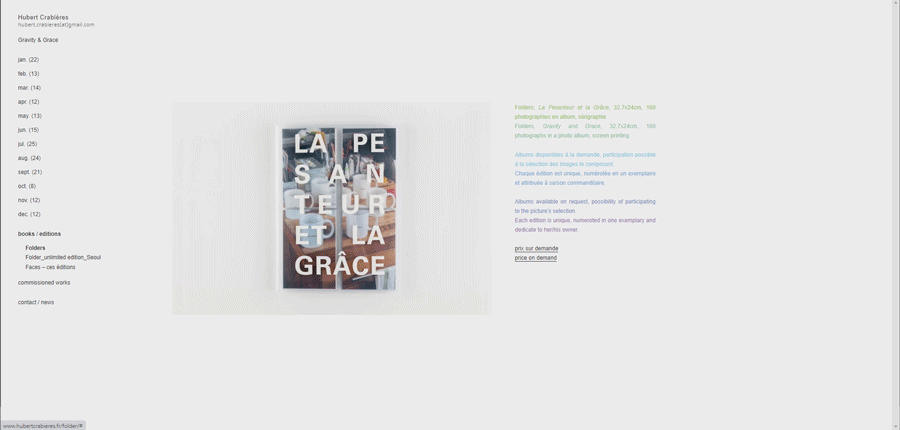 Hubert Crabières
hubert.crabieres[at]gmail.com
Gravity & Grace
jan. (22)
feb. (13)
mar. (14)
apr. (12)
may. (13)
jun. (15)
jul. (25)
aug. (24)
sept. (21)
oct. (8)
nov. (12)
dec. (12)
books / editions
Folders
Folder_unlimited edition_Seoul
Faces – ces éditions
commissioned works
contact / news
LA PE
S A N
TEUR
ET LA
GRÂCE
Folders, La Pesanteur et la Grâce, 32.7x24cm, 169
photographies en album, sérigraphie
Folders, Gravity and Grace, 32.7x24cm, 169
photographs in a photo album, screen printing
Albums disponibles à la demande, participation possible
à la sélection des images le composant.
Chaque édition est unique, numérotée en un exemplaire
et attribuée à sa/son commanditaire.
Albums available on request, possibility of participating
to the picture's selection.
Each edition is unique, numeroted in one exemplary and
dedicate to her/his owner.
prix sur demande
price on demand
www.hubertcrabieres.fr/folder/#